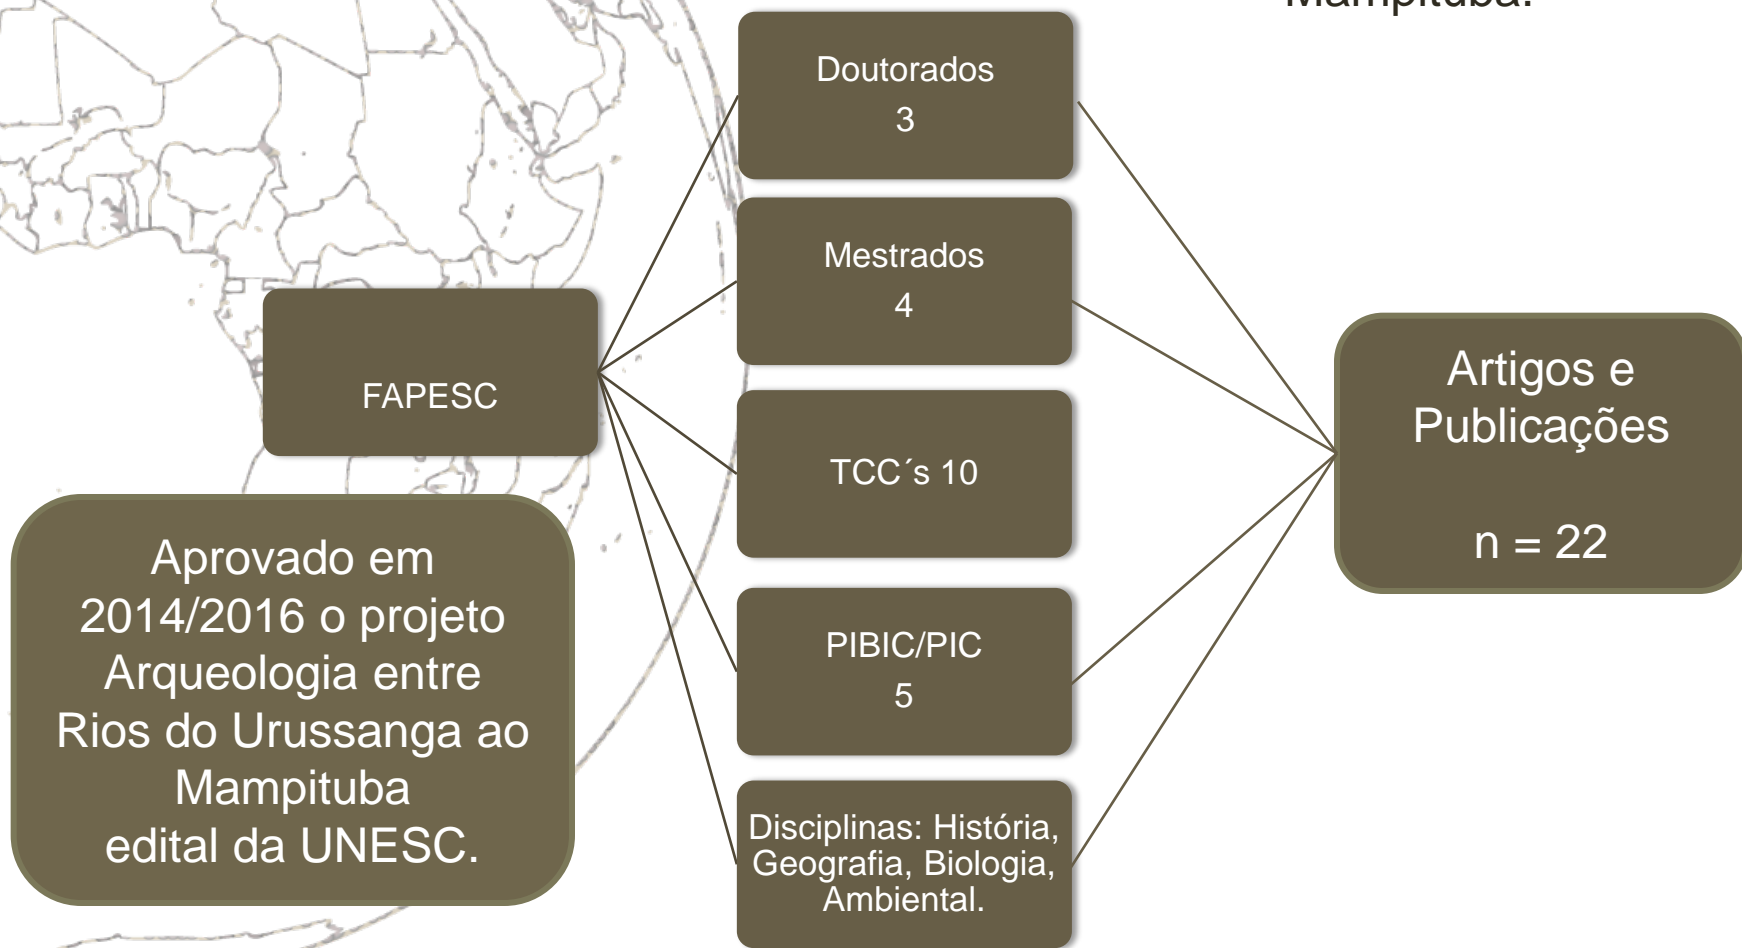 Mampituba.
Doutorados
3
Mestrados
4
FAPESC
TCC´s 10
PIBIC/PIC
5
Disciplinas: História,
Geografia, Biologia,
Ambiental.
Artigos e
Publicações
n = 22
Aprovado em
2014/2016 o projeto
Arqueologia entre
Rios do Urussanga ao
Mampituba
edital da UNESC.